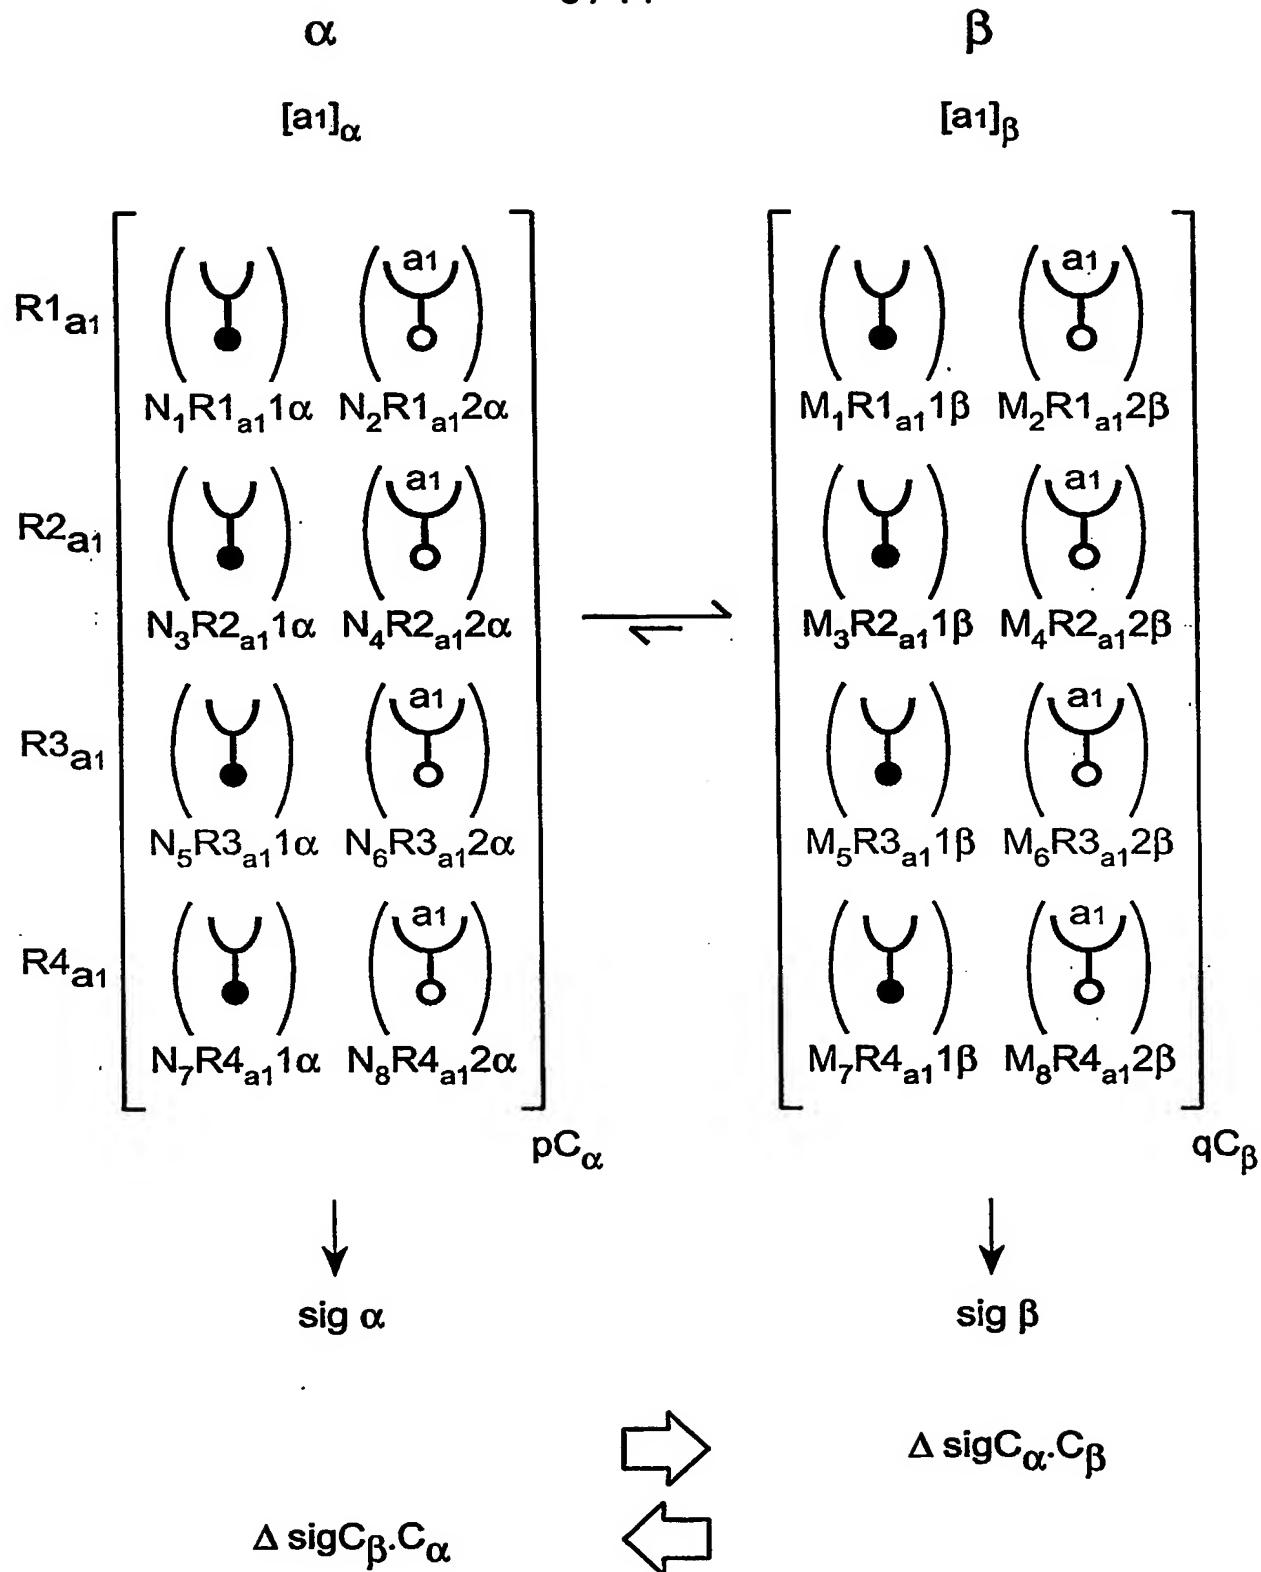 α β
[a1]α [a1]β
a1 a1
R1a1
N1R1a11α N2R1a12α M1R1a11β M2R1a12β
a1 a1
R2a1
N3R2a11α N4R2a12α M3R2a11β M4R2a12β
a1 a1
R3a1
N5R3a11α N6R3a12α M5R3a11β M6R3a12β
a1 a1
R4a1
N7R4a11α N8R4a12α M7R4a11β M8R4a12β
pCα qCβ
sig α sig β
Δ sigCα.Cβ
Δ sigCβ.Cα